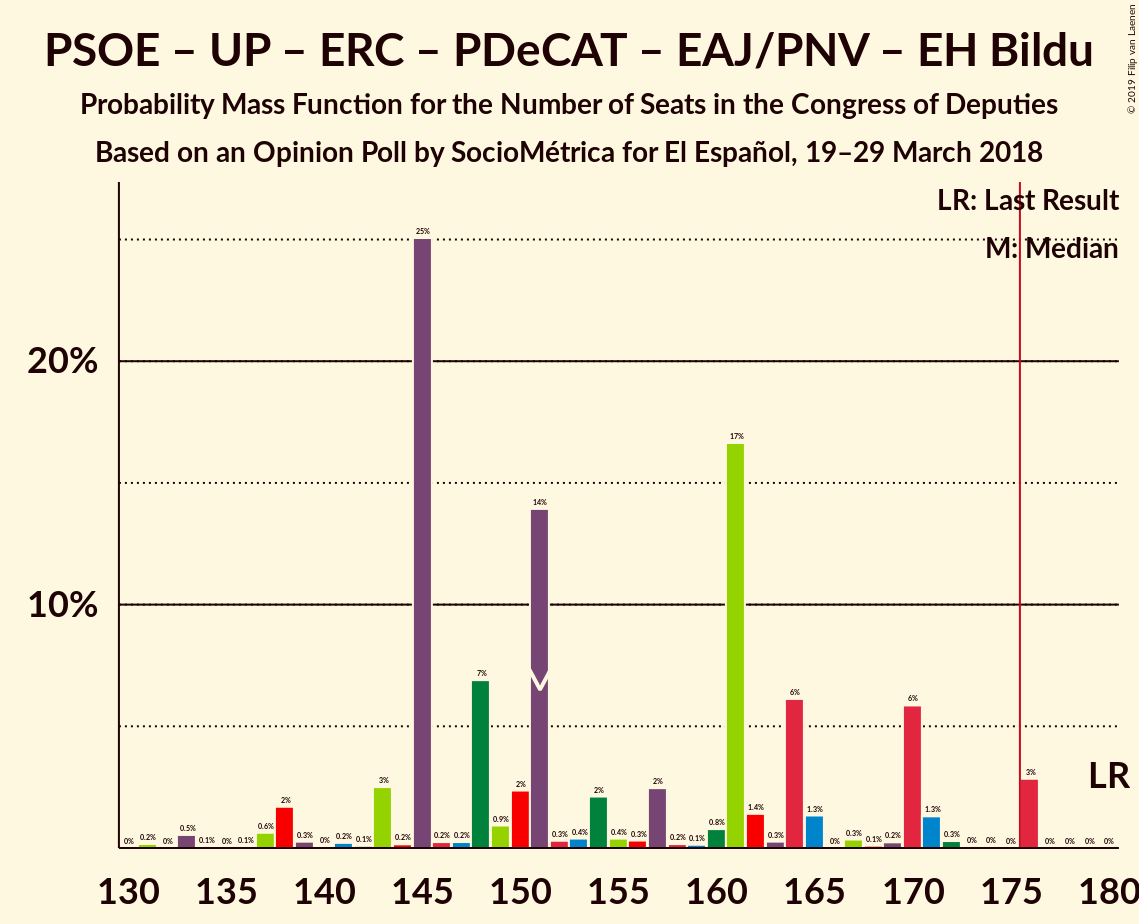 PSOE – UP – ERC – PDeCAT – EAJ/PNV – EH Bildu
Probability Mass Function for the Number of Seats in the Congress of Deputies
Based on an Opinion Poll by SocioMétrica for El Español, 19–29 March 2018
© 2019 Filip van Laenen
LR: Last Result
M: Median
20%
10%
0% 0.2% 0% 0.5% 0.1% 0% 0.1% 0.6% 2% 0.3% 0% 0.2% 0.1% 3% 0.2% 25% 0.2% 0.2% 7% 0.9% 2% 14% 0.3% 0.4% 2% 0.4% 0.3% 2% 0.2% 0.1% 0.8% 17% 1.4% 0.3% 6% 1.3% 0% 0.3% 0.1% 0.2% 6% 1.3% 0.3% 0% 0% 0% 3% 0% 0% 0% 0%
LR
130 135 140 145 150 155 160 165 170 175 180